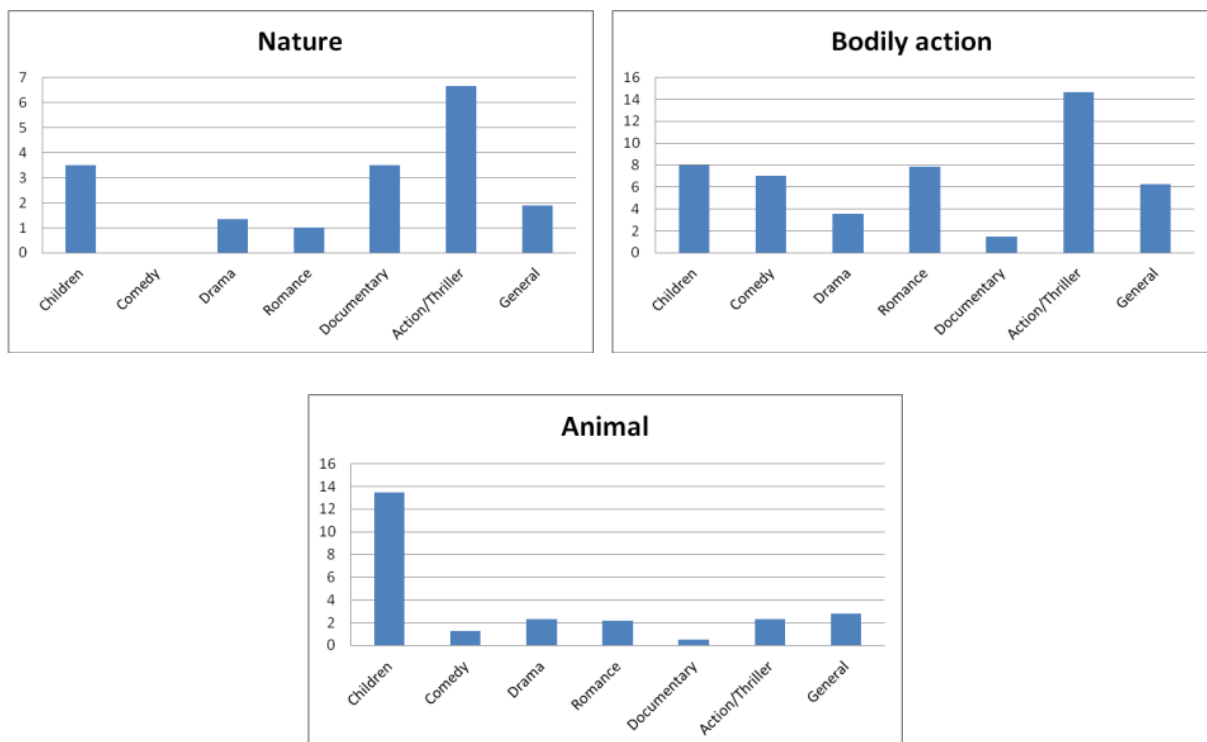 Nature
7
6
5
4
3
2
1
0
Children
Comedy
Drama
Romance
Documentary
Action/Thriller
General
Bodily action
16
14
12
10
8
6
4
2
0
Children
Comedy
Drama
Romance
Documentary
Action/Thriller
General
Animal
16
14
12
10
8
6
4
2
0
Children
Comedy
Drama
Romance
Documentary
Action/Thriller
General